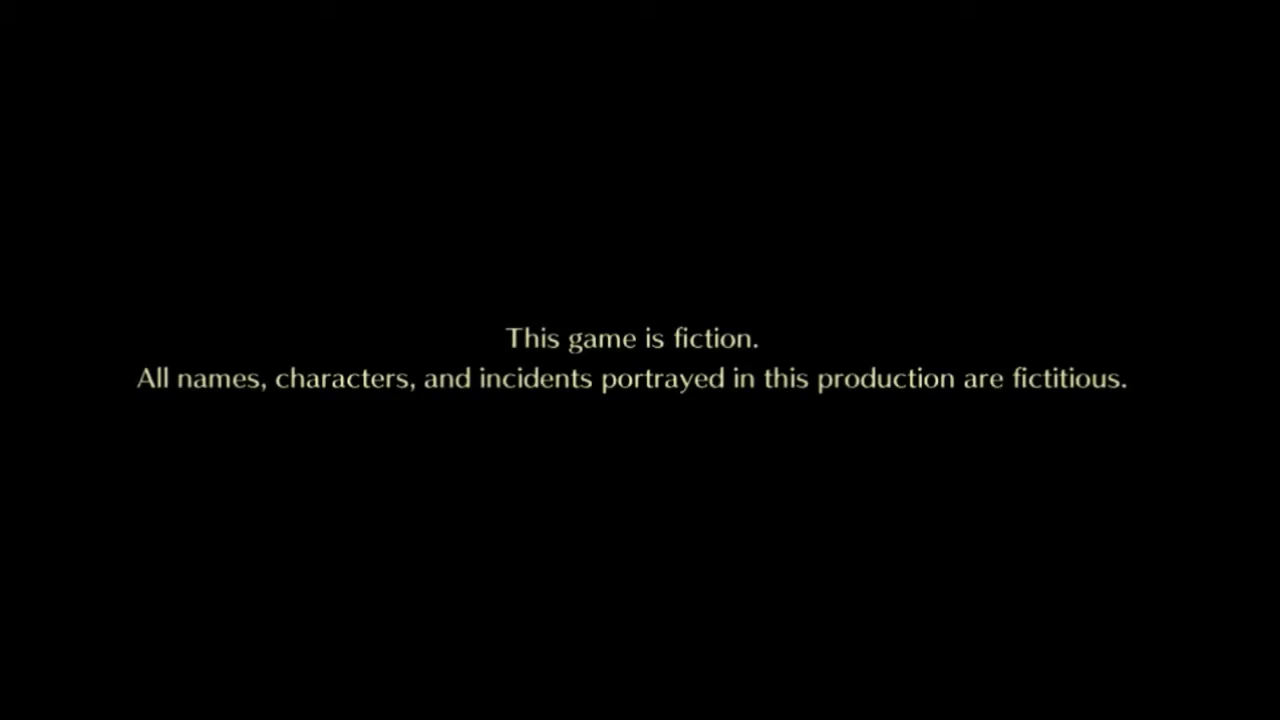 This game is fiction.
All names, characters, and incidents portrayed in this production are fictitious.